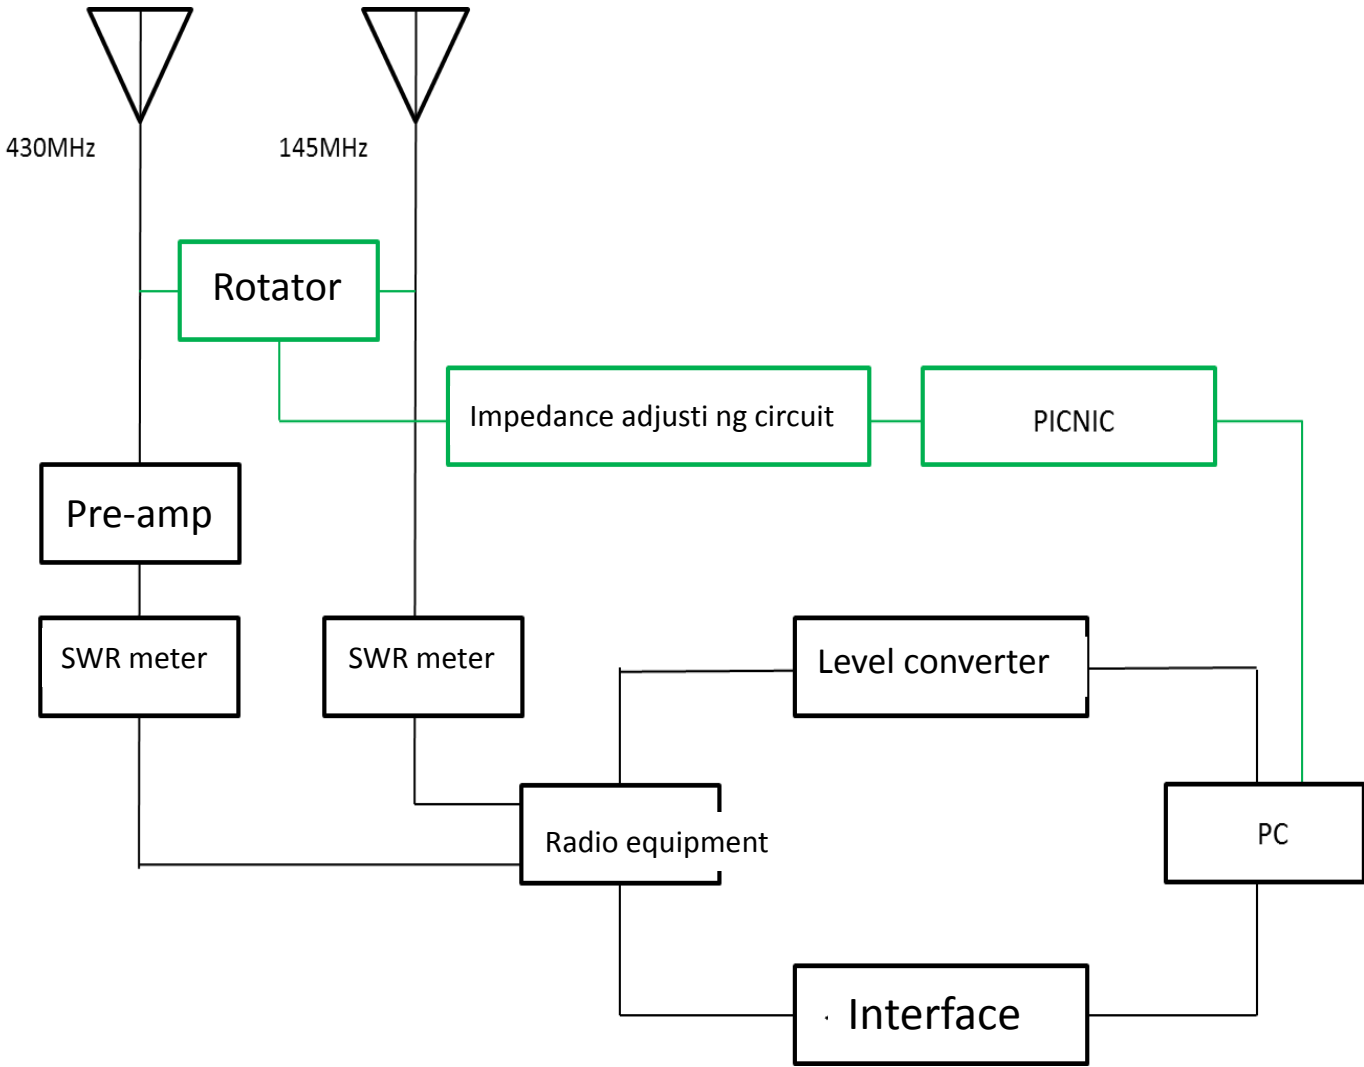 430MHz
145MHz
Rotator
Impedance adjusti ng circuit
PICNIC
Pre-amp
SWR meter
SWR meter
Level converter
Radio equipment
PC
Interface